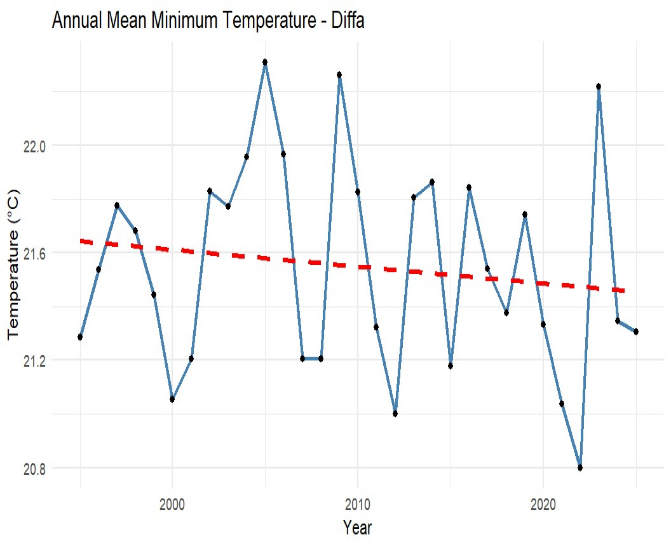 Annual Mean Minimum Temperature - Diffa
Temperature (°C)
22.0
21.6
21.2
20.8
2000 2010 2020
Year